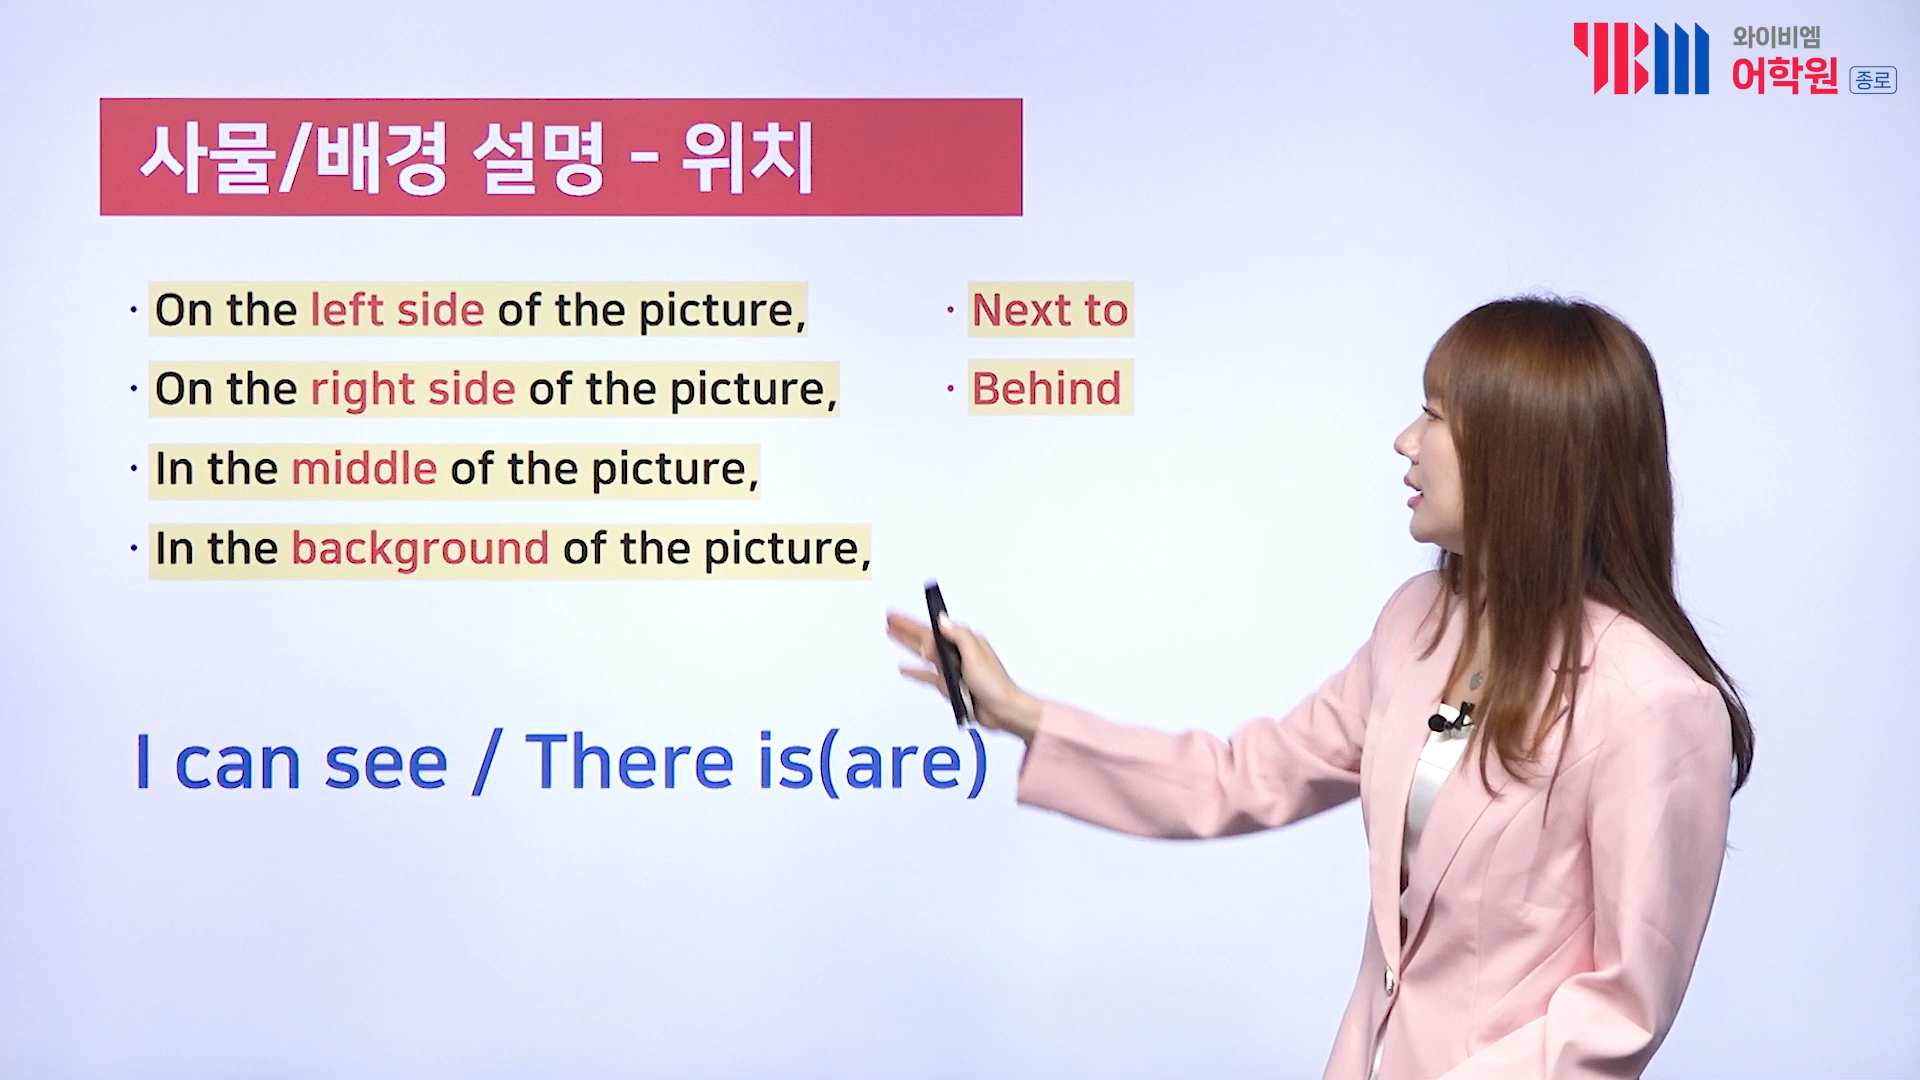 YBM 와이비엠
어학원 종로
사물/배경 설명 - 위치
· On the left side of the picture,
· On the right side of the picture,
· In the middle of the picture,
· In the background of the picture,
· Next to
· Behind
I can see / There is(are)